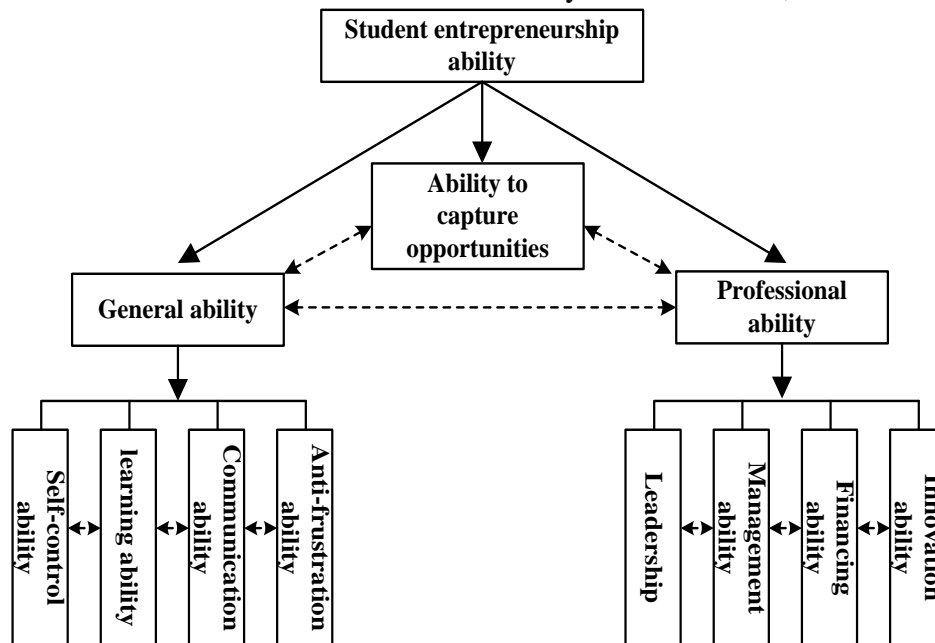 Student entrepreneurship
ability
Ability to
capture
opportunities
General ability
Professional
ability
Self-control
ability
learning ability
Communication
ability
Anti-frustration
ability
Leadership
Management
ability
Financing
ability
Innovation
ability